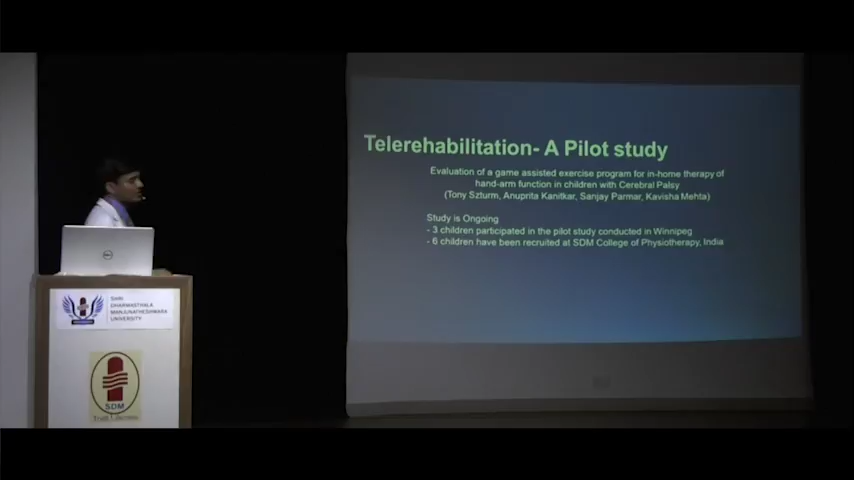 Telerehabilitation- A Pilot study
Evaluation of a game assisted exercise program for in-home therapy of
hand-arm function in children with Cerebral Palsy
(Tony Szturm, Anuprita Kanitkar, Sanjay Parmar, Kavisha Mehta)
Study is Ongoing
- 3 children participated in the pilot study conducted in Winnipeg
- 6 children have been recruited at SDM College of Physiotherapy, India
DELL
SHRI
DHARMASTHALA
MANJUNATHESHWARA
UNIVERSITY
SDM